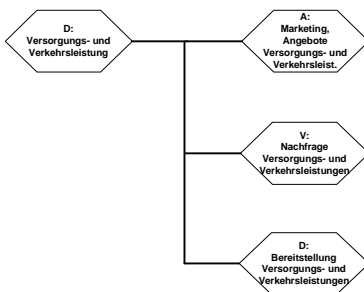 D:
Versorgungs- und
Verkehrsleistung
A:
Marketing,
Angebote
Versorgungs- und
Verkehrsleist.
V:
Nachfrage
Versorgungs- und
Verkehrsleistungen
D:
Bereitstellung
Versorgungs- und
Verkehrsleistungen